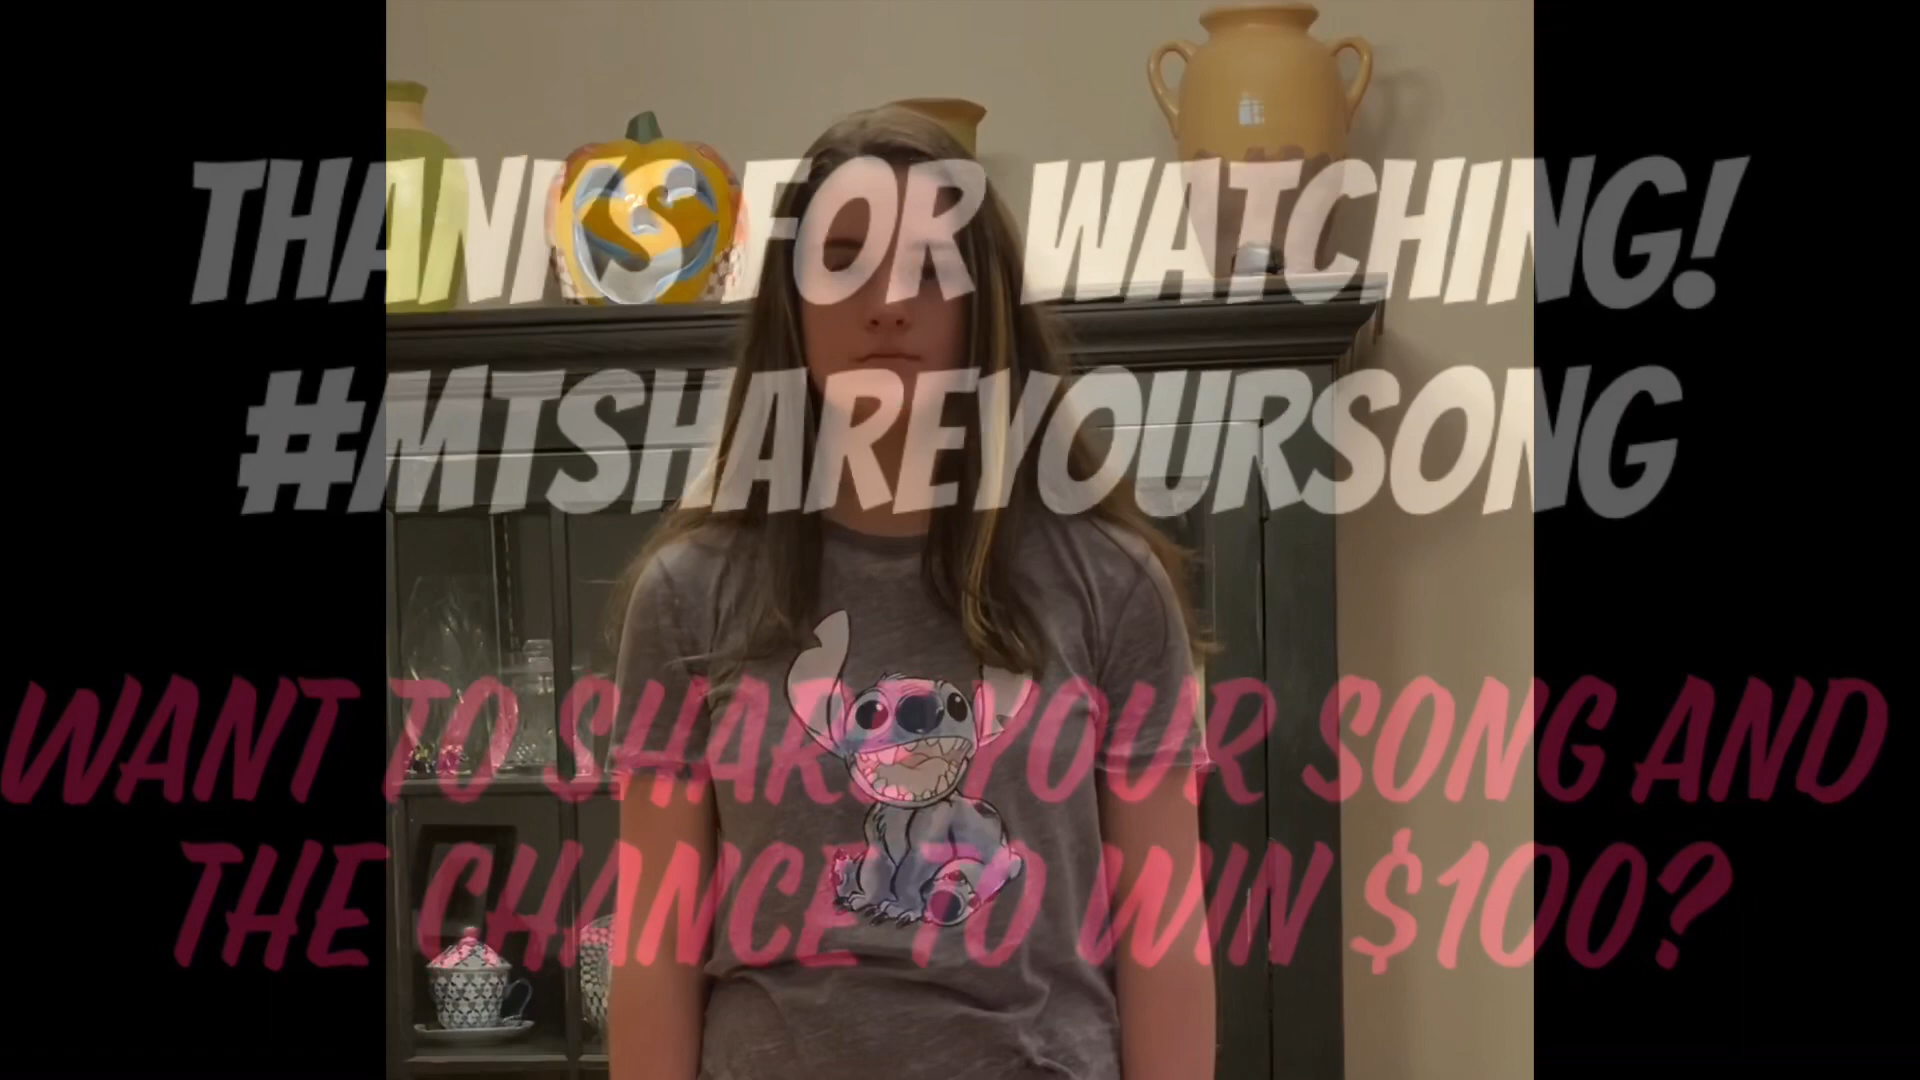 THANKS FOR WATCHING!
#MTSHAREYOURSONG
WANT TO SHARE YOUR SONG AND
THE CHANCE TO WIN $100?